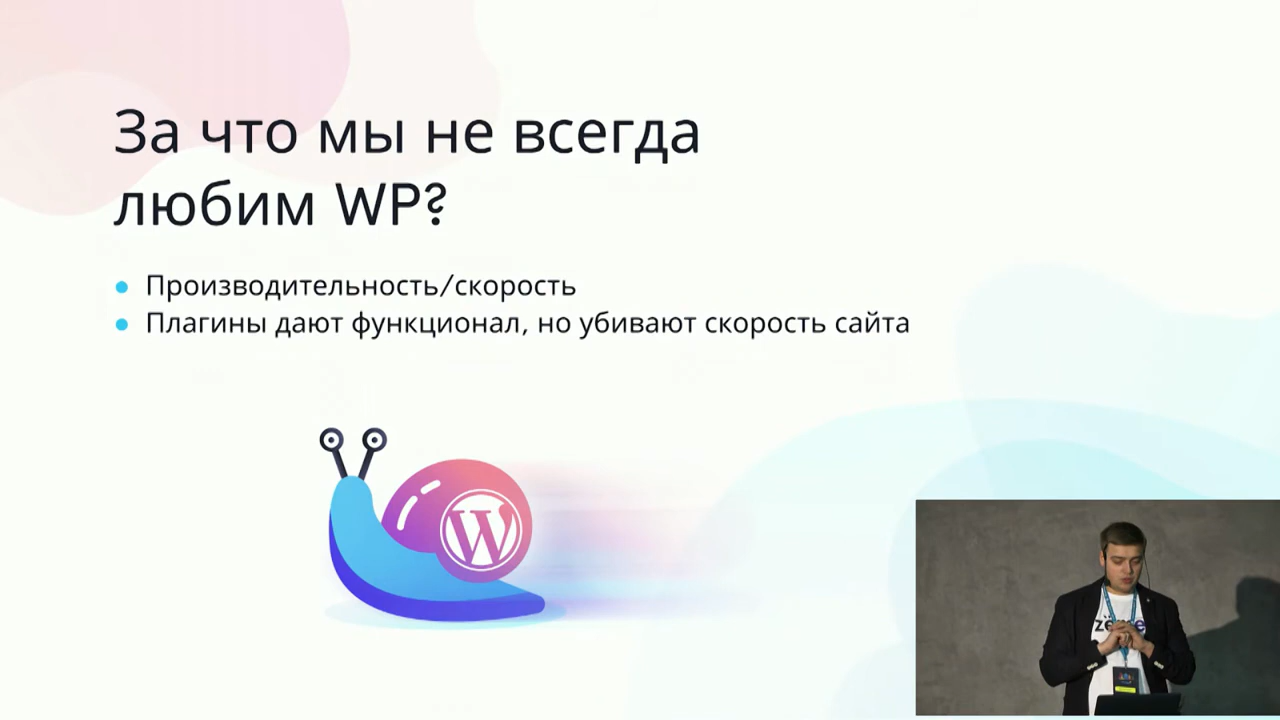 За что мы не всегда
любим WP?
Производительность/скорость
Плагины дают функционал, но убивают скорость сайта
W